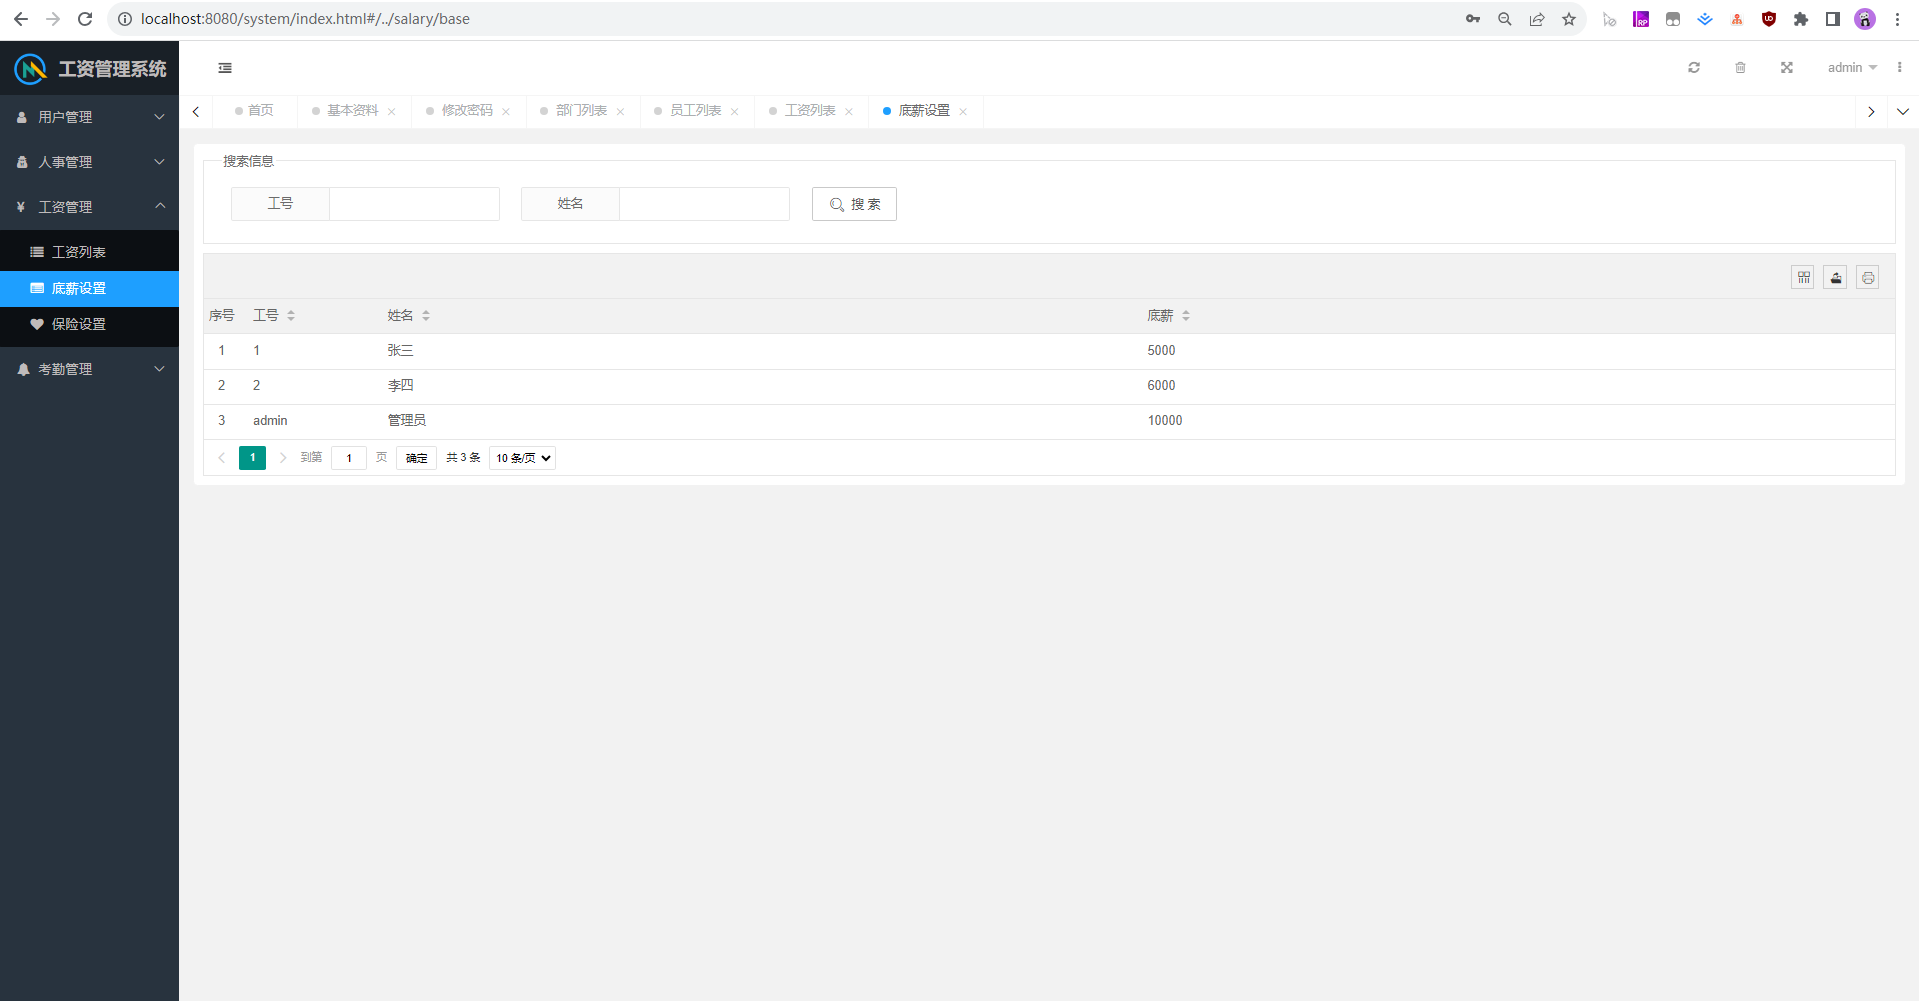 localhost:8080/system/index.html#/../salary/base
工资管理系统
admin
用户管理
人事管理
工资管理
工资列表
底薪设置
保险设置
考勤管理
首页 基本资料 修改密码 部门列表 员工列表 工资列表 底薪设置
搜索信息
工号 姓名 搜 索
序号 工号 姓名 底薪
1 1 张三 5000
2 2 李四 6000
3 admin 管理员 10000
1 到第 1 页 确定 共 3 条 10 条/页